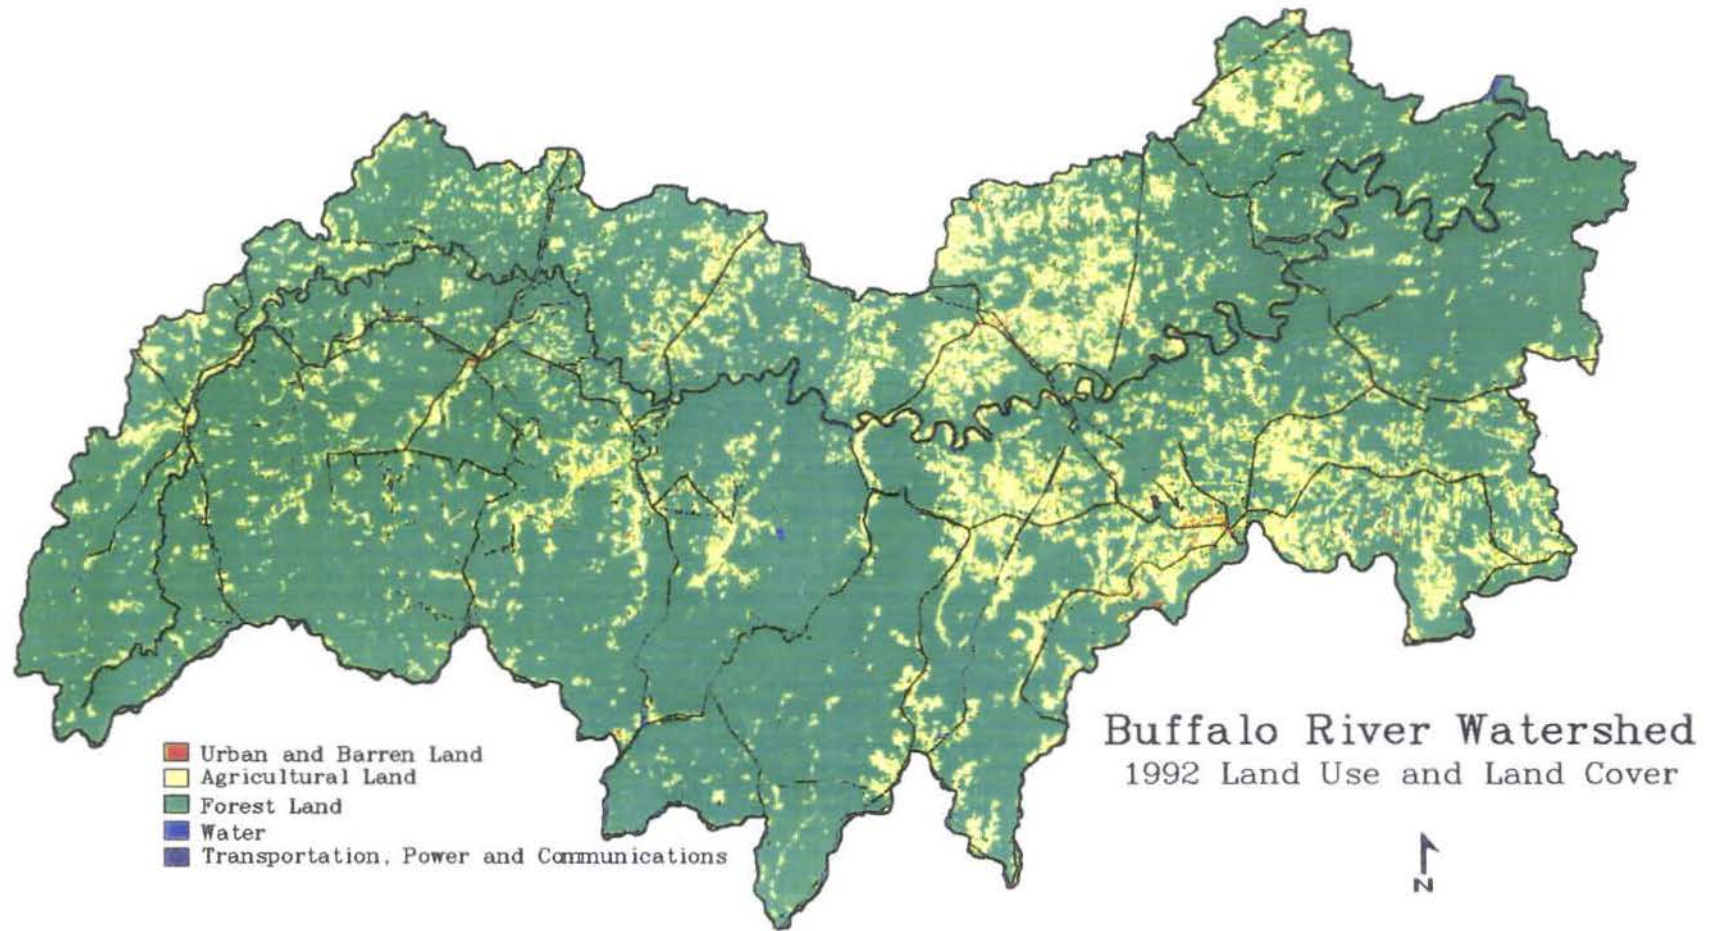 Buffalo River Watershed
1992 Land Use and Land Cover
Urban and Barren Land
Agricultural Land
Forest Land
Water
Transportation, Power and Communications
N